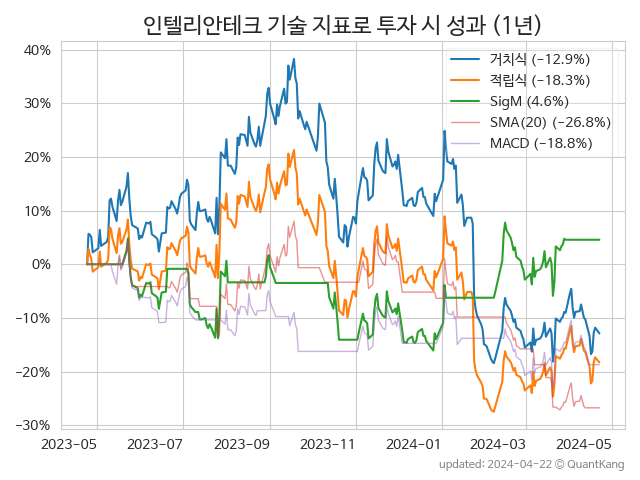 인텔리안테크 기술 지표로 투자 시 성과 (1년)
40%
30%
20%
10%
0%
−10%
−20%
−30%
거치식 (−12.9%)
적립식 (−18.3%)
SigM (4.6%)
SMA(20) (−26.8%)
MACD (−18.8%)
2023−05
2023−07
2023−09
2023−11
2024−01
2024−03
2024−05
updated: 2024−04−22 © QuantKang